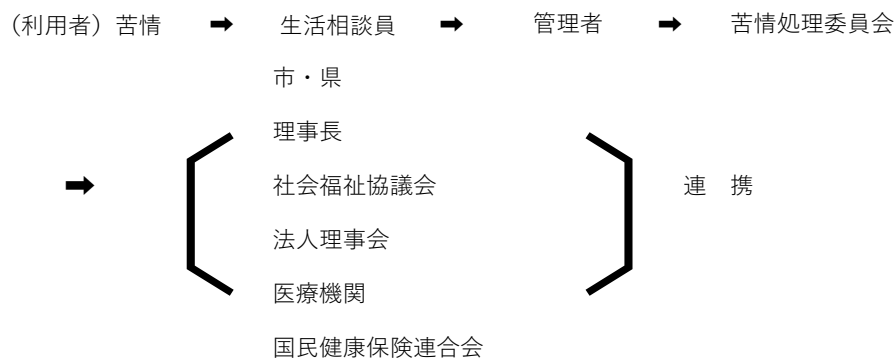 （利用者）苦情 ➡ 生活相談員 ➡ 管理者 ➡ 苦情処理委員会
市・県
理事長
➡ 社会福祉協議会 連　携
法人理事会
医療機関
国民健康保険連合会